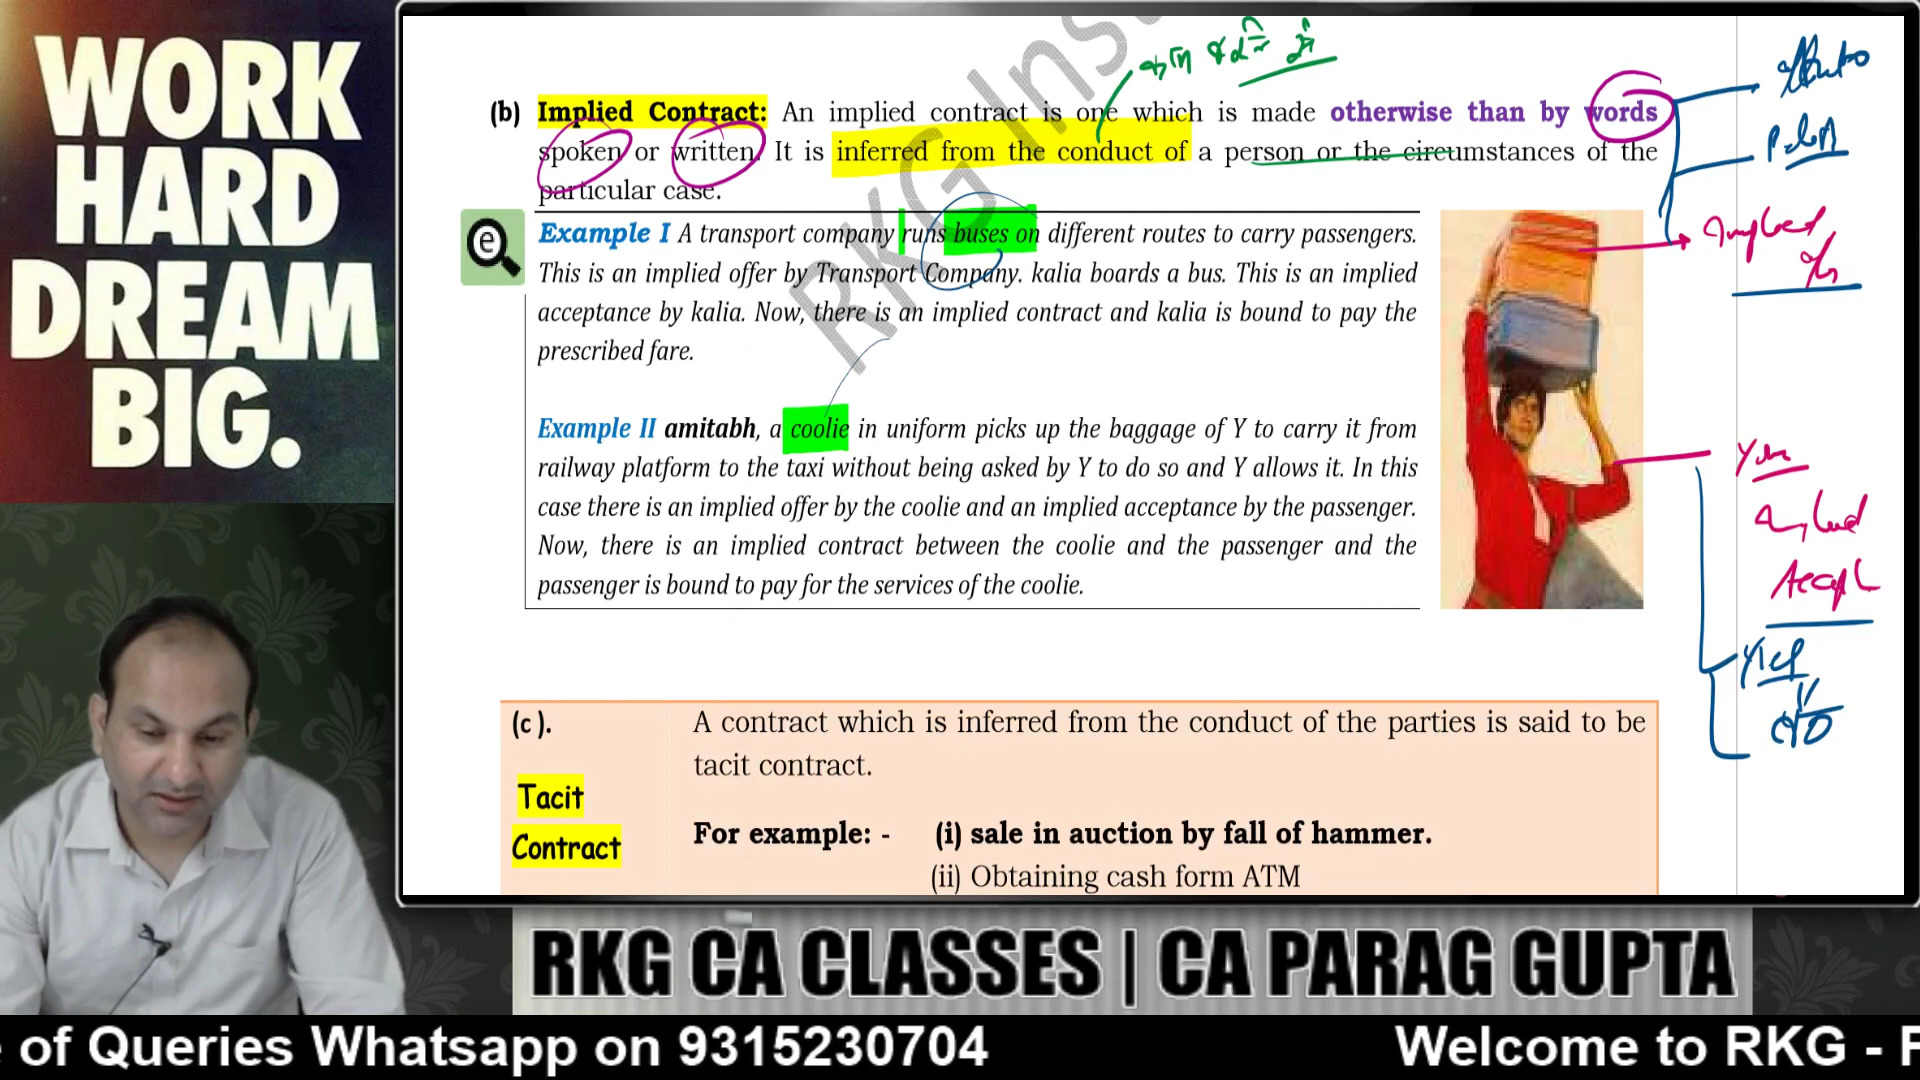 WORK
HARD
DREAM
BIG.
(b) Implied Contract: An implied contract is one which is made otherwise than by words
spoken or written. It is inferred from the conduct of a person or the circumstances of the
particular case.
RKG Inst
e
Example I A transport company runs buses on different routes to carry passengers.
This is an implied offer by Transport Company. kalia boards a bus. This is an implied
acceptance by kalia. Now, there is an implied contract and kalia is bound to pay the
prescribed fare.
Example II amitabh, a coolie in uniform picks up the baggage of Y to carry it from
railway platform to the taxi without being asked by Y to do so and Y allows it. In this
case there is an implied offer by the coolie and an implied acceptance by the passenger.
Now, there is an implied contract between the coolie and the passenger and the
passenger is bound to pay for the services of the coolie.
(c).
Tacit
Contract
A contract which is inferred from the conduct of the parties is said to be
tacit contract.
For example: - (i) sale in auction by fall of hammer.
(ii) Obtaining cash form ATM
RKG CA CLASSES | CA PARAG GUPTA
of Queries Whatsapp on 9315230704
Welcome to RKG -